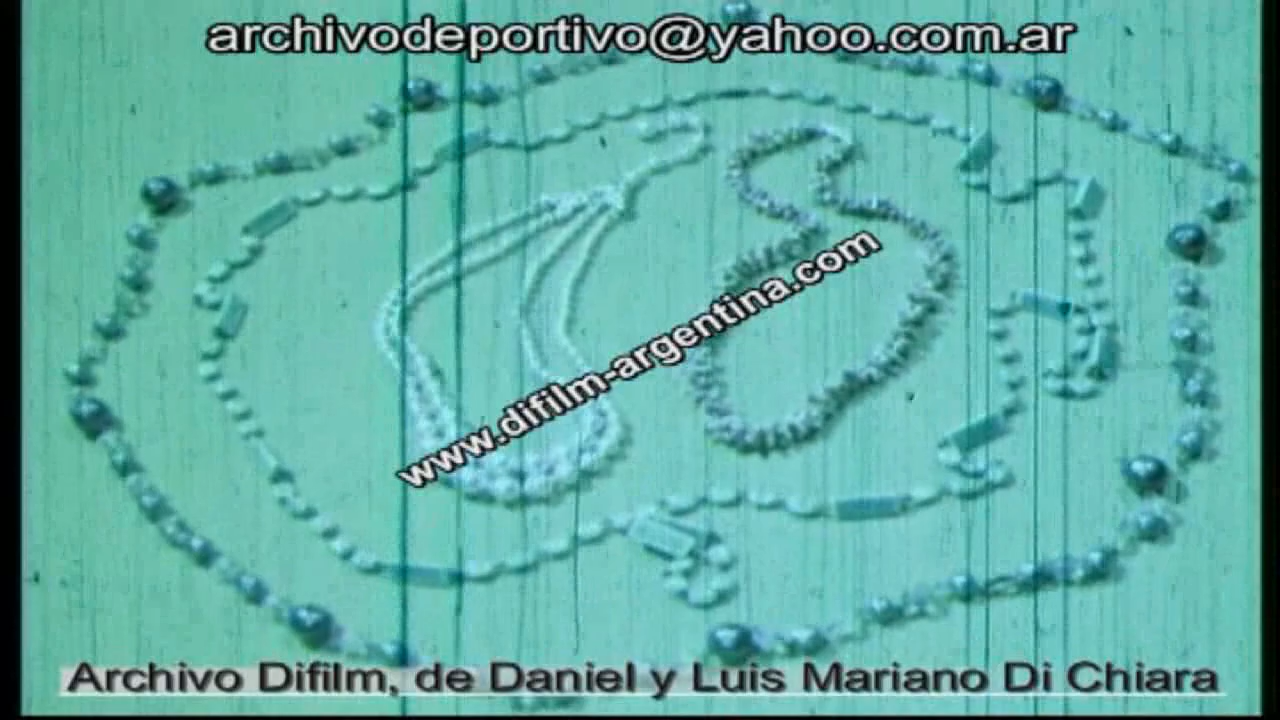 archivodeportivo@yahoo.com.ar
www.difilm-argentina.com
Archivo Difilm, de Daniel y Luis Mariano Di Chiara